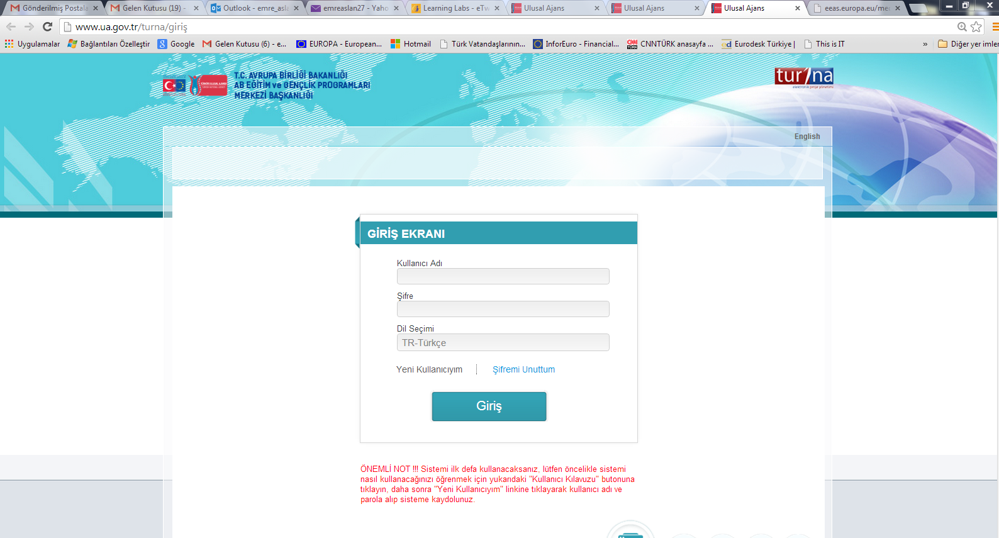 Gönderilmiş Postala
Gelen Kutusu (19) -
Outlook - emre_asla
emreaslan27 - Yaho
Learning Labs - eTw
Ulusal Ajans
Ulusal Ajans
Ulusal Ajans
eeas.europa.eu/me
www.ua.gov.tr/turna/giriş
Uygulamalar
Bağlantıları Özelleştir
Google
Gelen Kutusu (6) - e...
EUROPA - European...
Hotmail
Türk Vatandaşlarının...
InforEuro - Financial...
CNNTÜRK anasayfa ...
Eurodesk Türkiye |
This is IT
»
Diğer yer imler
T.C. AVRUPA BİRLİĞİ BAKANLIĞI
AB EĞİTİM ve GENÇLİK PROGRAMLARI
MERKEZİ BAŞKANLIĞI
tur/na
elektronik proje yönetimi
English
GİRİŞ EKRANI
Kullanıcı Adı
Şifre
Dil Seçimi
TR-Türkçe
Yeni Kullanıcıyım
Şifremi Unuttum
Giriş
ÖNEMLİ NOT !!! Sistemi ilk defa kullanacaksanız, lütfen öncelikle sistemi
nasıl kullanacağınızı öğrenmek için yukarıdaki "Kullanıcı Kılavuzu" butonuna
tıklayın, daha sonra "Yeni Kullanıcıyım" linkine tıklayarak kullanıcı adı ve
parola alıp sisteme kaydolunuz.